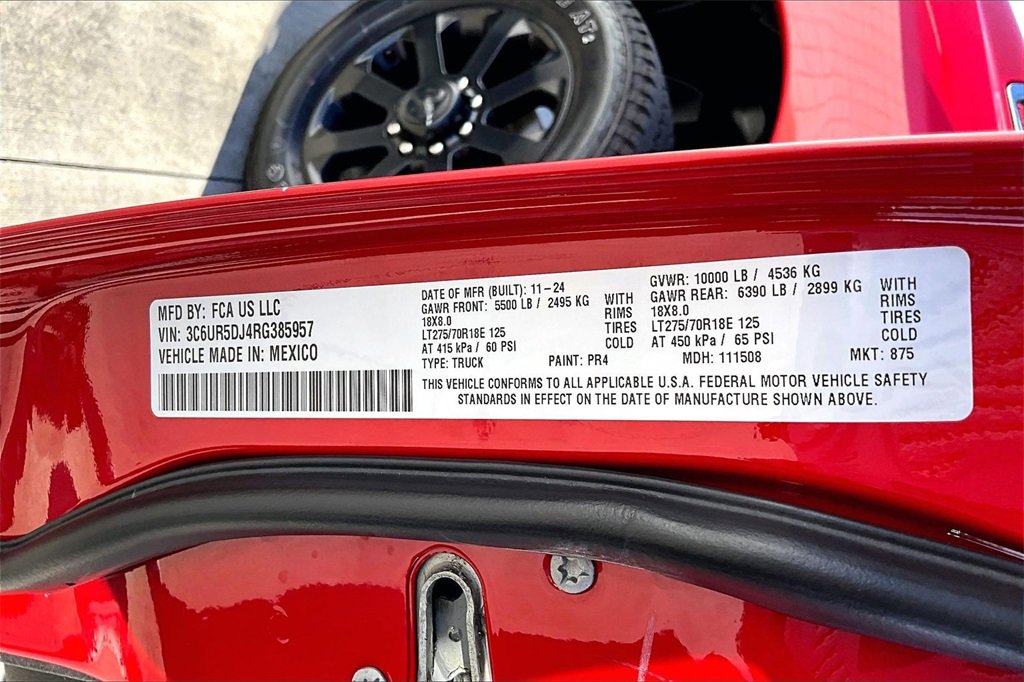 AT2
MFD BY: FCA US LLC
VIN: 3C6UR5DJ4RG385957
VEHICLE MADE IN: MEXICO
DATE OF MFR (BUILT): 11-24
GAWR FRONT: 5500 LB / 2495 KG WITH
18X8.0 RIMS
LT275/70R18E 125 TIRES
AT 415 kPa / 60 PSI COLD
TYPE: TRUCK PAINT: PR4
GVWR: 10000 LB / 4536 KG
GAWR REAR: 6390 LB / 2899 KG WITH
18X8.0 RIMS
LT275/70R18E 125 TIRES
AT 450 kPa / 65 PSI COLD
MDH: 111508 MKT: 875
THIS VEHICLE CONFORMS TO ALL APPLICABLE U.S.A. FEDERAL MOTOR VEHICLE SAFETY
STANDARDS IN EFFECT ON THE DATE OF MANUFACTURE SHOWN ABOVE.